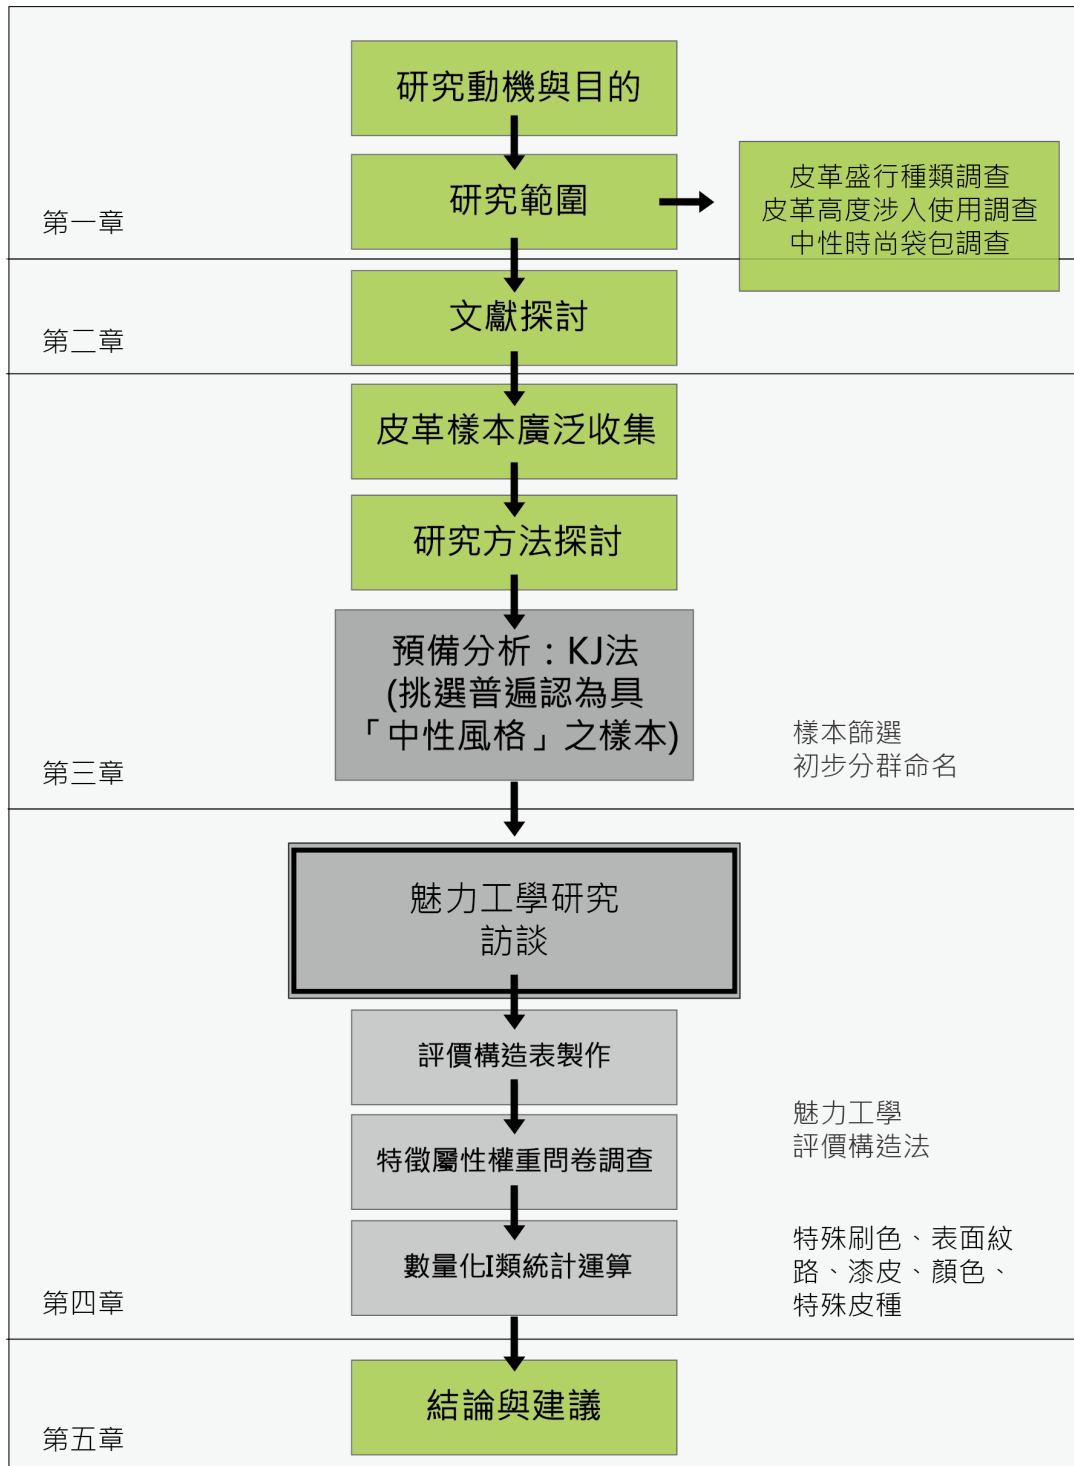 研究動機與目的
研究範圍
皮革盛行種類調查
皮革高度涉入使用調查
中性時尚袋包調查
第一章
文獻探討
第二章
皮革樣本廣泛收集
研究方法探討
預備分析：KJ法
(挑選普遍認為具
「中性風格」之樣本)
樣本篩選
初步分群命名
第三章
魅力工學研究
訪談
評價構造表製作
特徵屬性權重問卷調查
魅力工學
評價構造法
數量化I類統計運算
特殊刷色、表面紋
路、漆皮、顏色、
特殊皮種
第四章
結論與建議
第五章